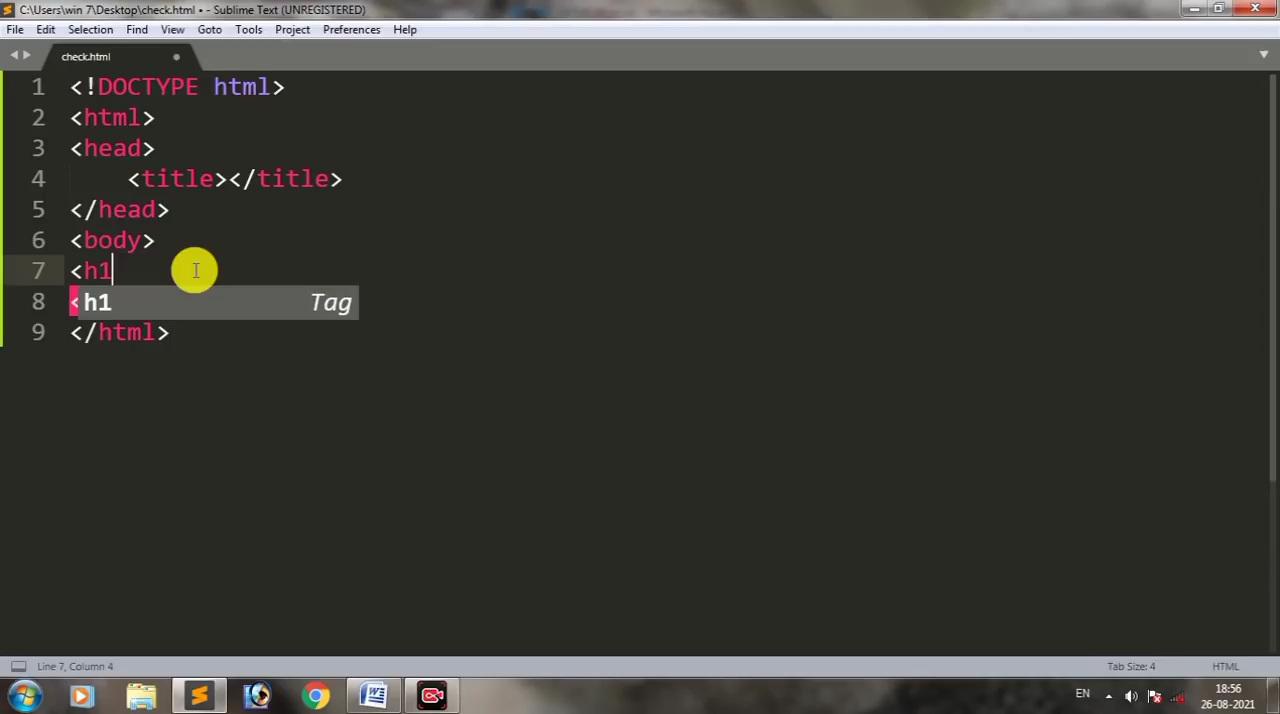 C:\Users\win 7\Desktop\check.html • - Sublime Text (UNREGISTERED)
File Edit Selection Find View Goto Tools Project Preferences Help
check.html
1 <!DOCTYPE html>
2 <html>
3 <head>
4 <title></title>
5 </head>
6 <body>
7 <h1
8 <
h1 Tag
9 </html>
Line 7, Column 4 Tab Size: 4 HTML
EN 18:56
26-08-2021